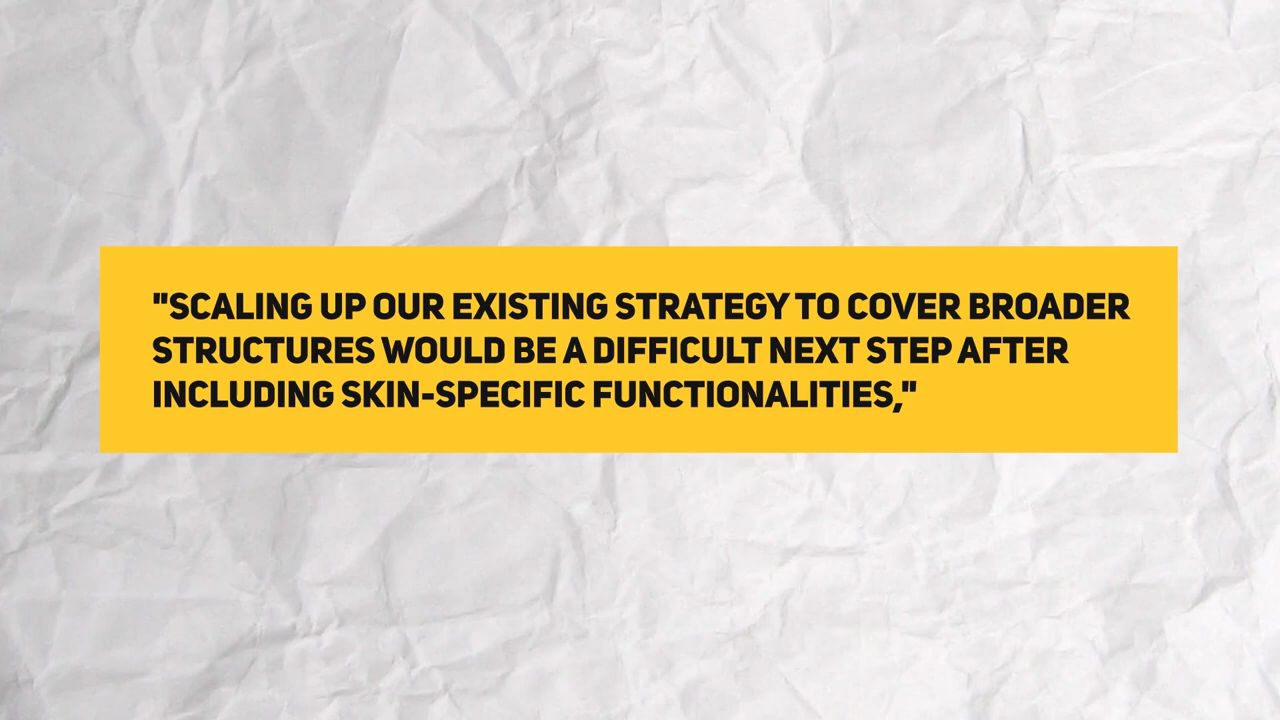 "SCALING UP OUR EXISTING STRATEGY TO COVER BROADER
STRUCTURES WOULD BE A DIFFICULT NEXT STEP AFTER
INCLUDING SKIN-SPECIFIC FUNCTIONALITIES,"